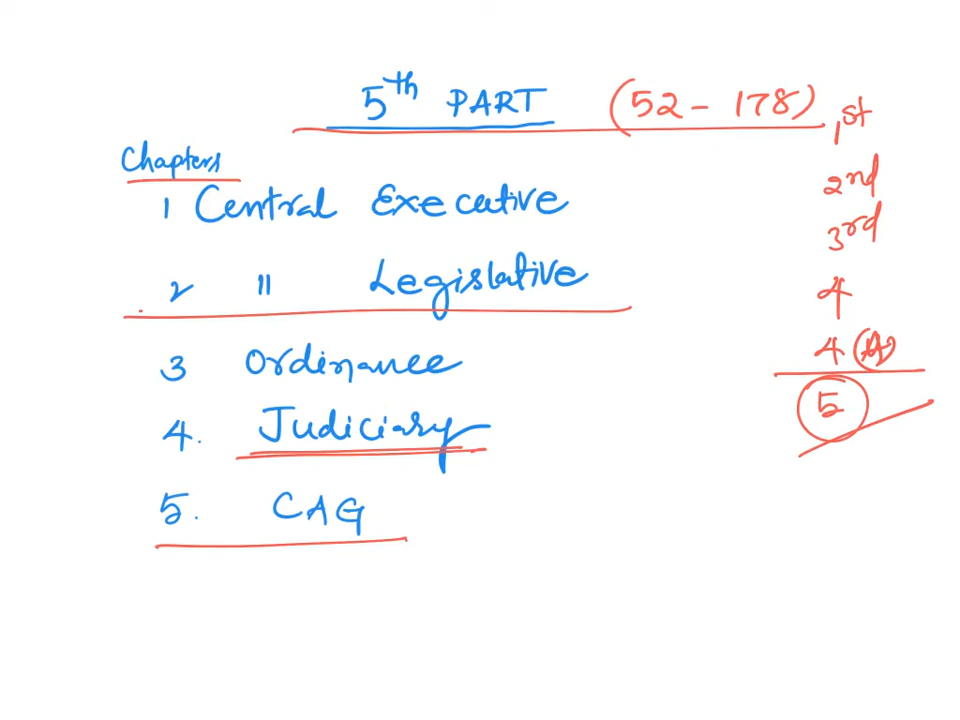 5th PART (52 - 178)
Chapters
1 Central Executive
2 " Legislative
3 Ordinance
4. Judiciary
5. CAG
1st
2nd
3rd
4
4 (A)
5